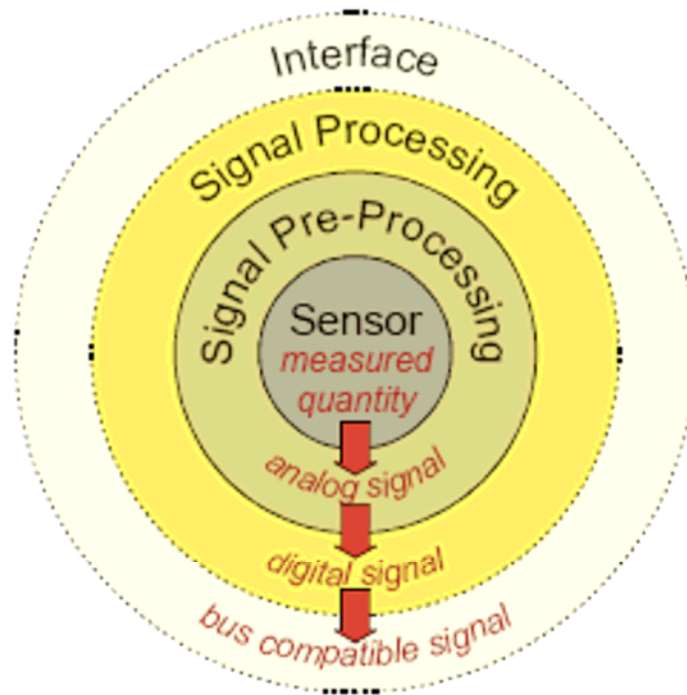 Interface
Signal Processing
Signal Pre-Processing
Sensor
measured
quantity
analog signal
digital signal
bus compatible signal